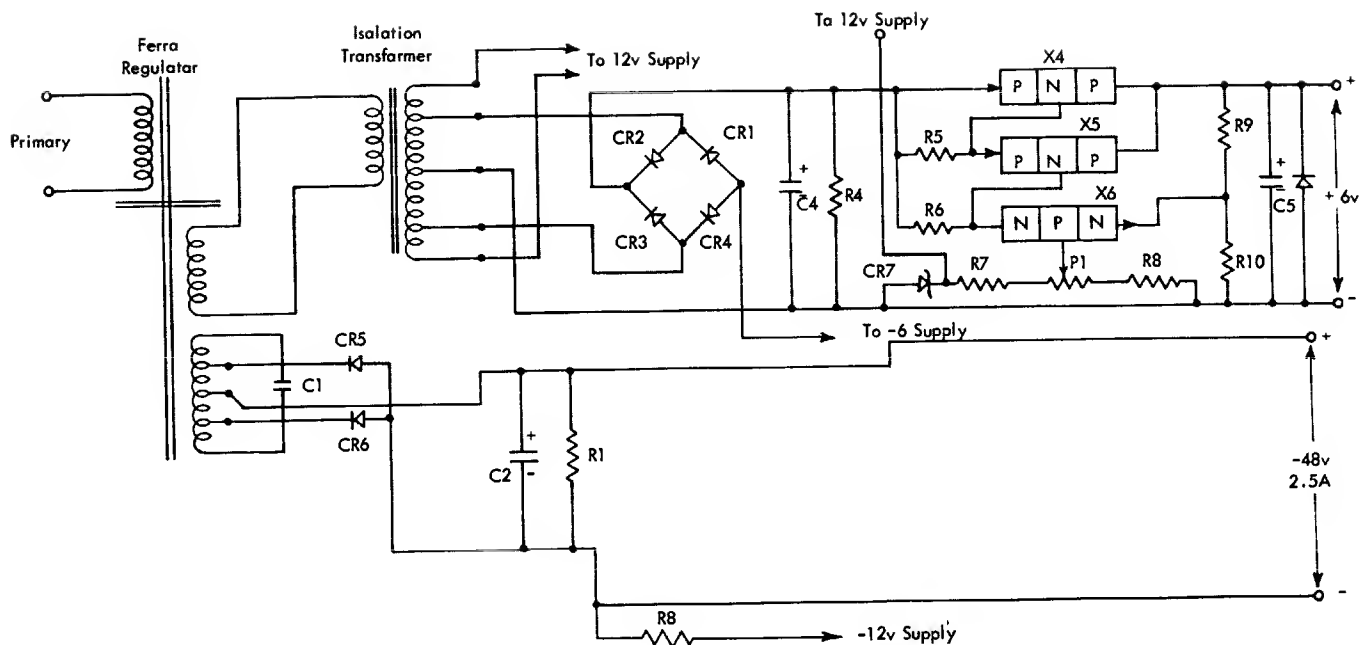 Ferra
Regulatar
Isalation
Transfarmer
Ta 12v Supply
To 12v Supply
X4
P N P
X5
P N P
X6
N P N
Primary
CR2
CR1
CR3
CR4
+
C4
R4
R5
R6
CR7
R7
P1
R8
R9
R10
+
C5
+
+ 6v
-
To -6 Supply
CR5
C1
CR6
+
C2
-
R1
+
-48v
2.5A
-
R8
-12v Supply